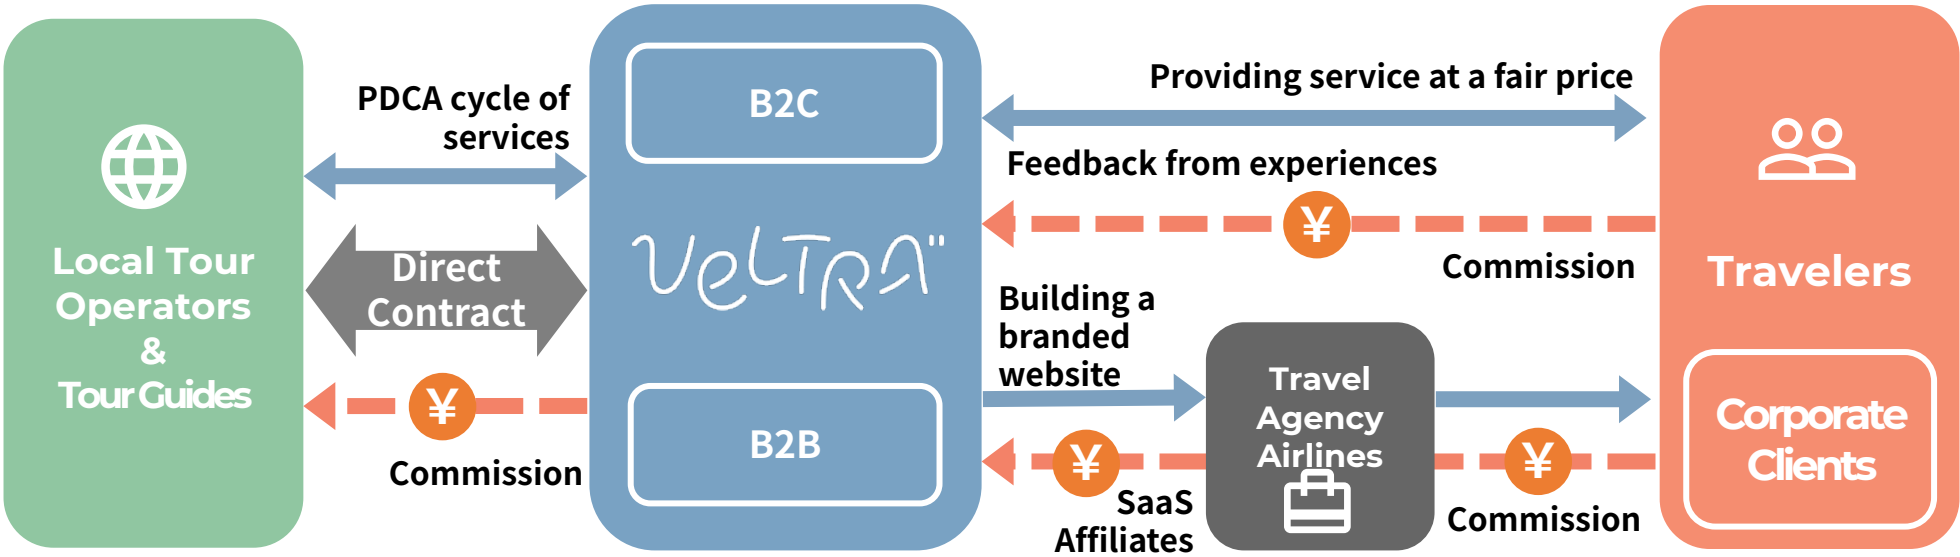 Local Tour
Operators
&
Tour Guides
PDCA cycle of
services
Direct
Contract
¥
Commission
B2C
VELTRA
B2B
Providing service at a fair price
Feedback from experiences
¥
Commission
Building a
branded
website
¥
SaaS
Affiliates
Travel
Agency
Airlines
¥
Commission
Travelers
Corporate
Clients